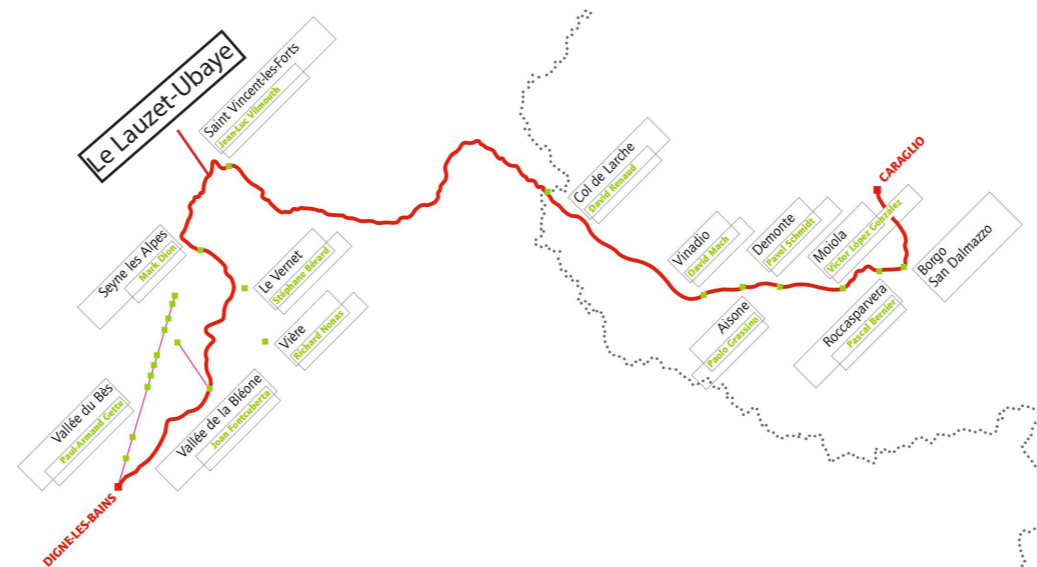 Le Lauzet-Ubaye
Saint Vincent-les-Forts
Jean-Luc Vilmouth
Seyne les Alpes
Mark Dion
Le Vernet
Stéphane Bérard
Vière
Richard Nonas
Vallée du Bès
Paul-Armand Gette
Vallée de la Bléone
Joan Fontcuberta
DIGNE-LES-BAINS
Col de Larche
David Renaud
Vinadio
David Mach
Aisone
Paolo Grassino
Demonte
Pavel Schmidt
Moiola
Victor López González
Roccasparvera
Pascal Bernier
Borgo
San Dalmazzo
CARAGLIO